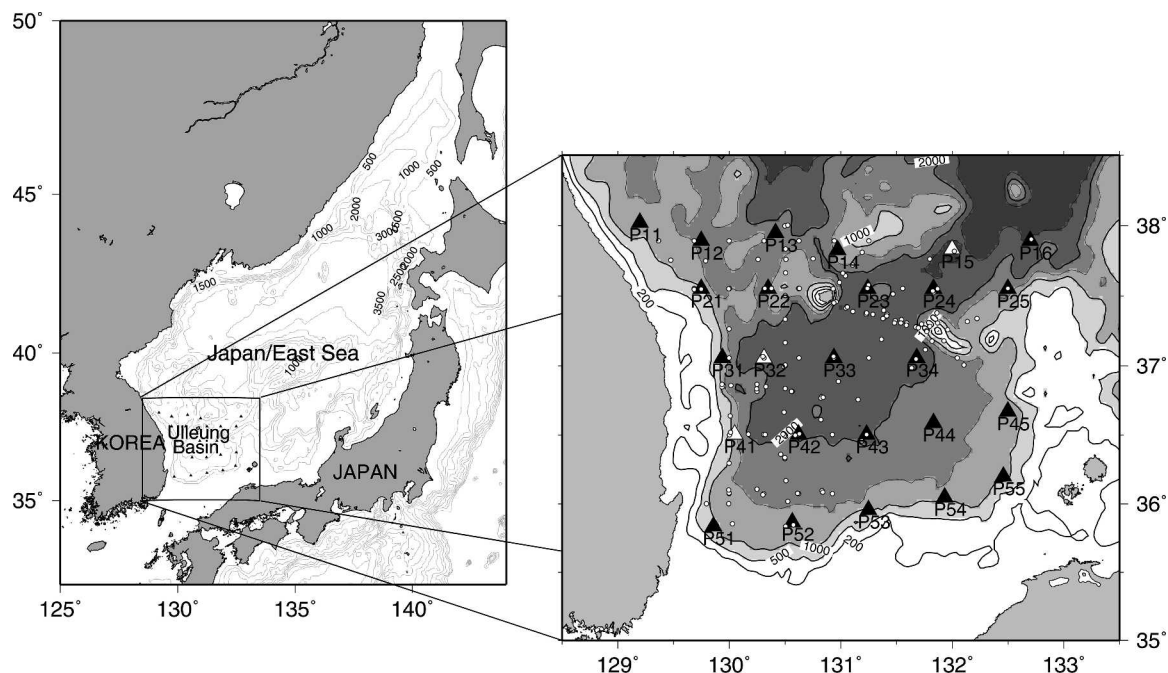 50°
45°
40°
35°
125°
130°
135°
140°
500
1000
500
2000
1000
1500
3000
2000
2500
3500
1500
1000
Japan/East Sea
KOREA
Ulleung
Basin
JAPAN
2000
1000
200
P11
P12
P13
P14
P15
P16
P21
P22
P23
P24
P25
P31
P32
P33
P34
P41
P42
P43
P44
P45
2000
P51
P52
P53
P54
P55
500
1000
200
38°
37°
36°
35°
129°
130°
131°
132°
133°